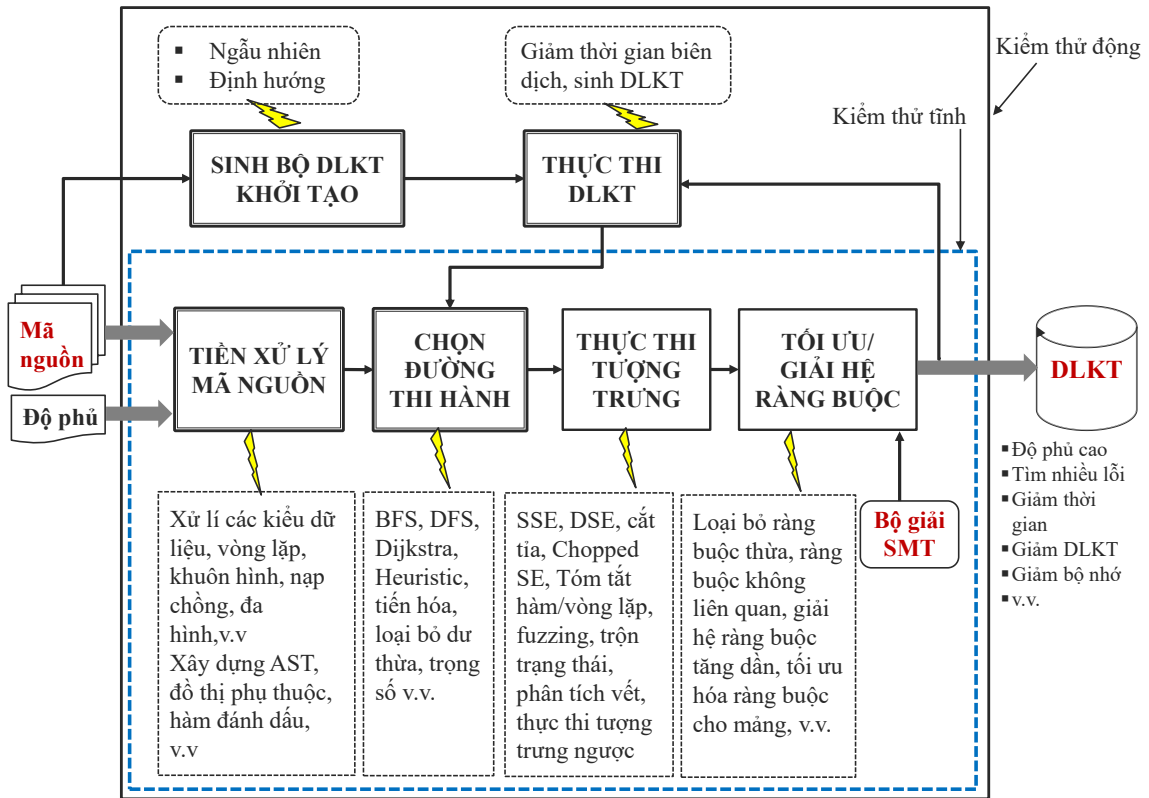 ▪ Ngẫu nhiên
▪ Định hướng
Giảm thời gian biên
dịch, sinh DLKT
Kiểm thử động
Kiểm thử tĩnh
SINH BỘ DLKT
KHỞI TẠO
THỰC THI
DLKT
Mã
nguồn
Độ phủ
TIỀN XỬ LÝ
MÃ NGUỒN
CHỌN
ĐƯỜNG
THI HÀNH
THỰC THI
TƯỢNG
TRƯNG
TỐI ƯU/
GIẢI HỆ
RÀNG BUỘC
DLKT
▪ Độ phủ cao
▪ Tìm nhiều lỗi
▪ Giảm thời
gian
▪ Giảm DLKT
▪ Giảm bộ nhớ
▪ v.v.
Bộ giải
SMT
Xử lí các kiểu dữ
liệu, vòng lặp,
khuôn hình, nạp
chồng, đa
hình,v.v
Xây dựng AST,
đồ thị phụ thuộc,
hàm đánh dấu,
v.v
BFS, DFS,
Dijkstra,
Heuristic,
tiến hóa,
loại bỏ dư
thừa, trọng
số v.v.
SSE, DSE, cắt
tỉa, Chopped
SE, Tóm tắt
hàm/vòng lặp,
fuzzing, trộn
trạng thái,
phân tích vết,
thực thi tượng
trưng ngược
Loại bỏ ràng
buộc thừa, ràng
buộc không
liên quan, giải
hệ ràng buộc
tăng dần, tối ưu
hóa ràng buộc
cho mảng, v.v.